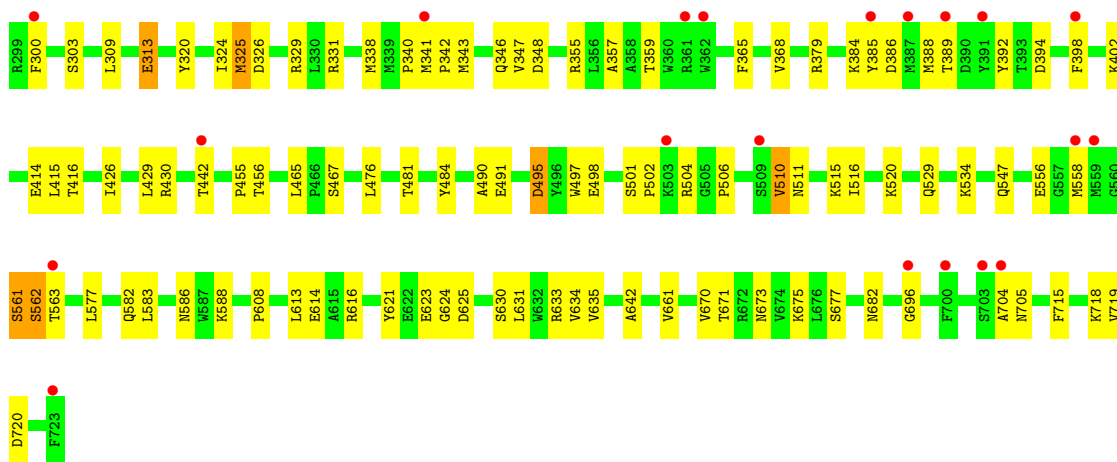 R299 F300 S303 L309 E313 Y320 I324 M325 D326 R329 L330 R331 M338 M339 P340 M341 P342 M343 Q346 V347 D348 R355 L356 A357 A358 T359 W360 R361 W362 F365 V368 R379 K384 Y385 D386 M387 M388 T389 D390 Y391 Y392 T393 D394 F398 K402
E414 L415 T416 I426 L429 R430 T442 P455 T456 L465 P466 S467 L476 T481 Y484 A490 E491 D495 Y496 W497 E498 S501 P502 K503 R504 G505 P506 S509 V510 N511 K515 I516 K520 Q529 K534 Q547 E556 G557 M558 M559 G560
S561 S562 T563 L577 Q582 L583 N586 W587 K588 P608 L613 E614 A615 R616 Y621 E622 E623 G624 D625 S630 L631 W632 R633 V634 V635 A642 V661 V670 T671 R672 N673 V674 K675 L676 S677 N682 G696 F700 S703 A704 N705 F715 K718 V719
D720 F723